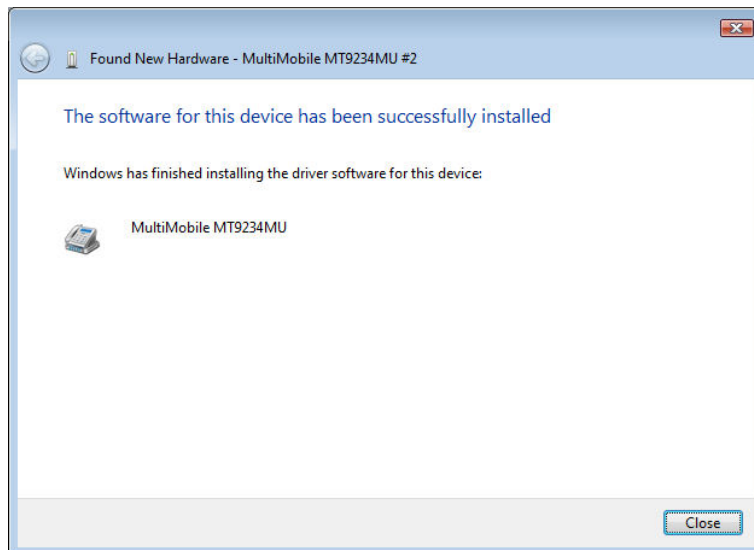 Found New Hardware - MultiMobile MT9234MU #2
The software for this device has been successfully installed
Windows has finished installing the driver software for this device:
MultiMobile MT9234MU
Close